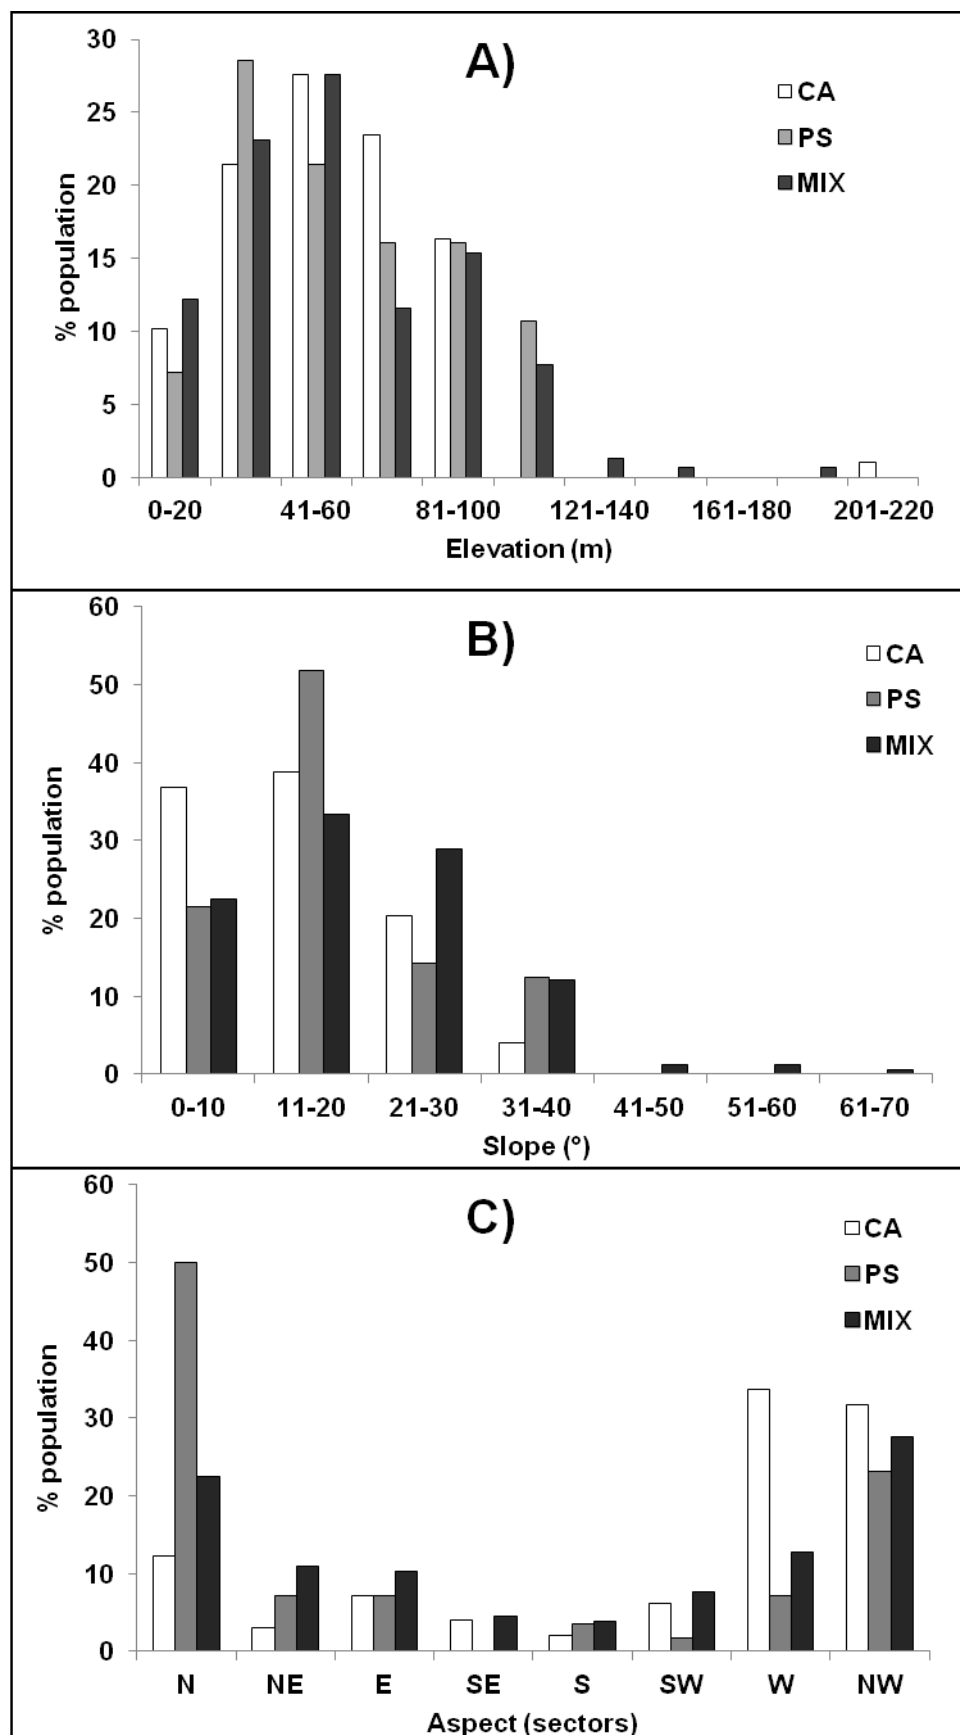 A)
30
25
20
15
10
5
0
% population
CA
PS
MIX
0-20 41-60 81-100 121-140 161-180 201-220
Elevation (m)
B)
60
50
40
30
20
10
0
% population
CA
PS
MIX
0-10 11-20 21-30 31-40 41-50 51-60 61-70
Slope (°)
C)
60
50
40
30
20
10
0
% population
CA
PS
MIX
N NE E SE S SW W NW
Aspect (sectors)